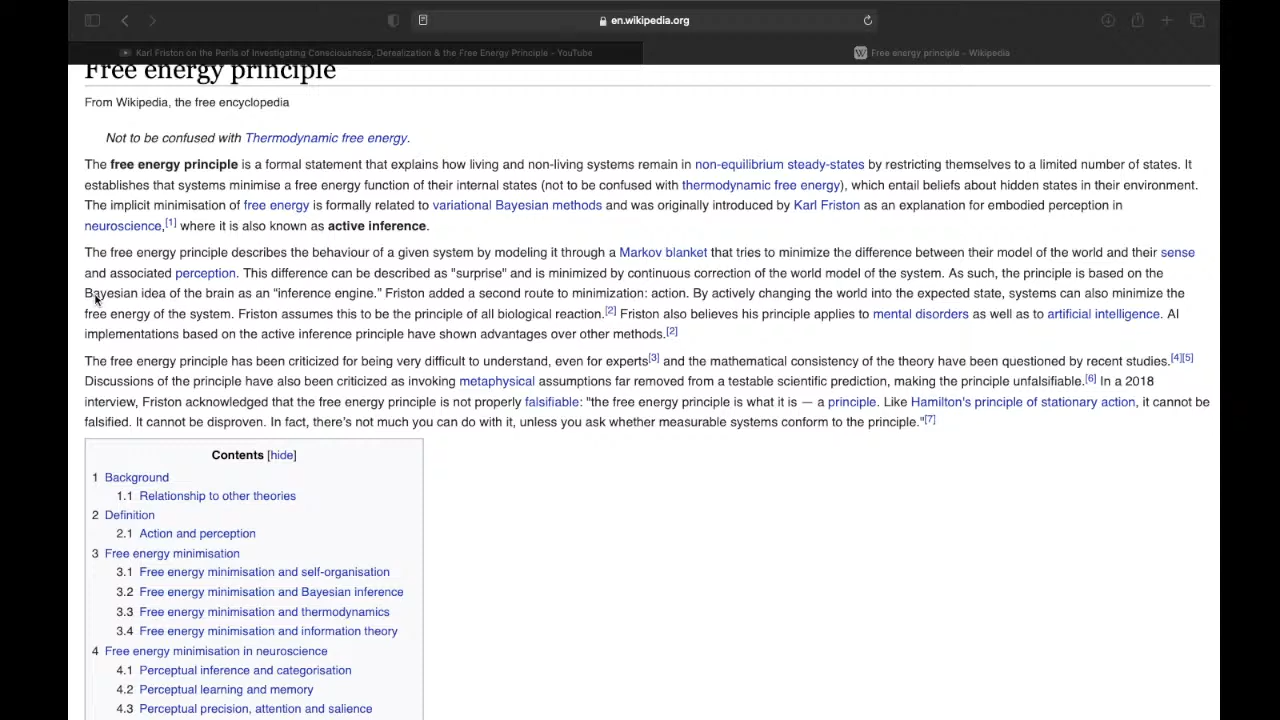 en.wikipedia.org
Karl Friston on the Perils of Investigating Consciousness, Derealization & the Free Energy Principle - YouTube
W Free energy principle - Wikipedia
Free energy principle
From Wikipedia, the free encyclopedia
Not to be confused with Thermodynamic free energy.
The free energy principle is a formal statement that explains how living and non-living systems remain in non-equilibrium steady-states by restricting themselves to a limited number of states. It
establishes that systems minimise a free energy function of their internal states (not to be confused with thermodynamic free energy), which entail beliefs about hidden states in their environment.
The implicit minimisation of free energy is formally related to variational Bayesian methods and was originally introduced by Karl Friston as an explanation for embodied perception in
neuroscience,[1] where it is also known as active inference.
The free energy principle describes the behaviour of a given system by modeling it through a Markov blanket that tries to minimize the difference between their model of the world and their sense
and associated perception. This difference can be described as "surprise" and is minimized by continuous correction of the world model of the system. As such, the principle is based on the
Bayesian idea of the brain as an “inference engine.” Friston added a second route to minimization: action. By actively changing the world into the expected state, systems can also minimize the
free energy of the system. Friston assumes this to be the principle of all biological reaction.[2] Friston also believes his principle applies to mental disorders as well as to artificial intelligence. AI
implementations based on the active inference principle have shown advantages over other methods.[2]
The free energy principle has been criticized for being very difficult to understand, even for experts[3] and the mathematical consistency of the theory have been questioned by recent studies.[4][5]
Discussions of the principle have also been criticized as invoking metaphysical assumptions far removed from a testable scientific prediction, making the principle unfalsifiable.[6] In a 2018
interview, Friston acknowledged that the free energy principle is not properly falsifiable: "the free energy principle is what it is — a principle. Like Hamilton's principle of stationary action, it cannot be
falsified. It cannot be disproven. In fact, there’s not much you can do with it, unless you ask whether measurable systems conform to the principle."[7]
Contents [hide]
1 Background
1.1 Relationship to other theories
2 Definition
2.1 Action and perception
3 Free energy minimisation
3.1 Free energy minimisation and self-organisation
3.2 Free energy minimisation and Bayesian inference
3.3 Free energy minimisation and thermodynamics
3.4 Free energy minimisation and information theory
4 Free energy minimisation in neuroscience
4.1 Perceptual inference and categorisation
4.2 Perceptual learning and memory
4.3 Perceptual precision, attention and salience